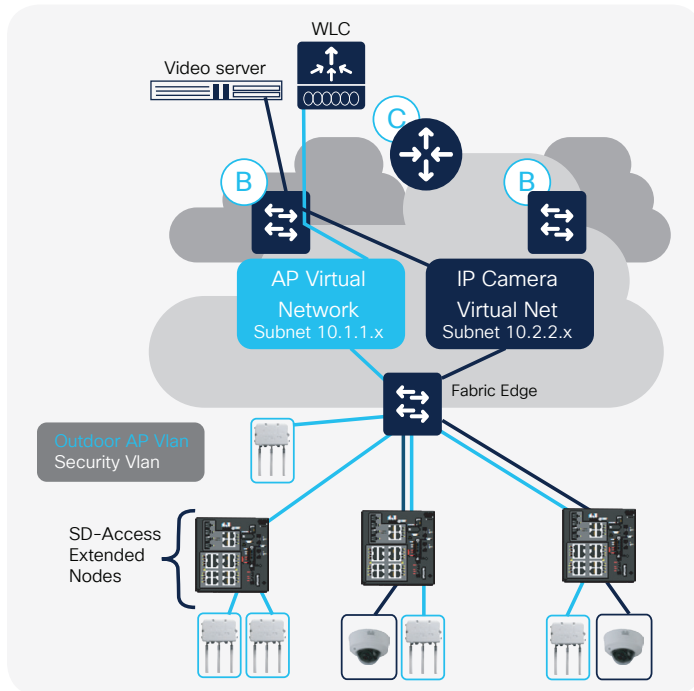 WLC
Video server
C
B
B
AP Virtual
Network
Subnet 10.1.1.x
IP Camera
Virtual Net
Subnet 10.2.2.x
Fabric Edge
Outdoor AP Vlan
Security Vlan
SD-Access
Extended
Nodes